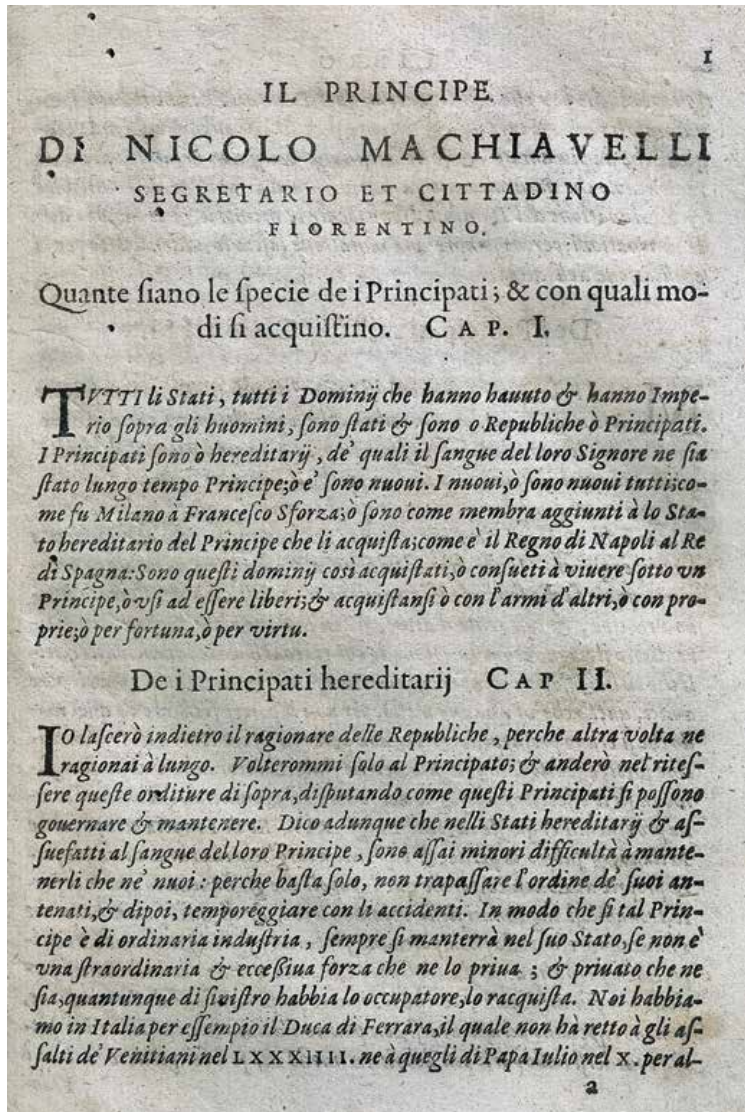 1
IL PRINCIPE
DI NICOLO MACHIAVELLI
SEGRETARIO ET CITTADINO
FIORENTINO.
Quante ſiano le ſpecie de i Principati; & con quali mo-
di ſi acquiſtino. CAP. I.
TVTTI li Stati, tutti i Dominij che hanno hauuto & hanno Impe-
rio ſopra gli huomini, ſono ſtati & ſono o Republiche ò Principati.
I Principati ſono ò hereditarij, de' quali il ſangue del loro Signore ne ſia
ſtato lungo tempo Principe;ò e' ſono nuoui. I nuoui,ò ſono nuoui tutti;co-
me fu Milano à Franceſco Sforza;ò ſono come membra aggiunti à lo Sta-
to hereditario del Principe che li acquiſta;come è il Regno di Napoli al Re
di Spagna:Sono queſti dominij così acquiſtati,ò conſueti à viuere ſotto vn
Principe,ò vſi ad eſſere liberi;& acquiſtanſi ò con l'armi d'altri,ò con pro-
prie;ò per fortuna,ò per virtu.
De i Principati hereditarij CAP II.
IO laſcerò indietro il ragionare delle Republiche, perche altra volta ne
ragionai à lungo. Volterommi ſolo al Principato;& anderò nel riteſ-
ſere queſte orditure di ſopra,diſputando come queſti Principati ſi poſſono
gouernare & mantenere. Dico adunque che nelli Stati hereditarij & aſ-
ſuefatti al ſangue del loro Principe, ſono aſſai minori difficultà à mante-
nerli che ne' nuoi: perche baſta ſolo, non trapaſſare l'ordine de' ſuoi an-
tenati,& dipoi, temporeggiare con li accidenti. In modo che ſi tal Prin-
cipe è di ordinaria induſtria, ſempre ſi manterrà nel ſuo Stato,ſe non è
vna ſtraordinaria & ecceßiua forza che ne lo priua ; & priuato che ne
ſia,quantunque di ſiniſtro habbia lo occupatore,lo racquiſta. Noi habbia-
mo in Italia per eſſempio il Duca di Ferrara,il quale non hà retto à gli aſ-
ſalti de' Venitiani nel LXXXIIII. ne à quegli di Papa Iulio nel X. per al-
a